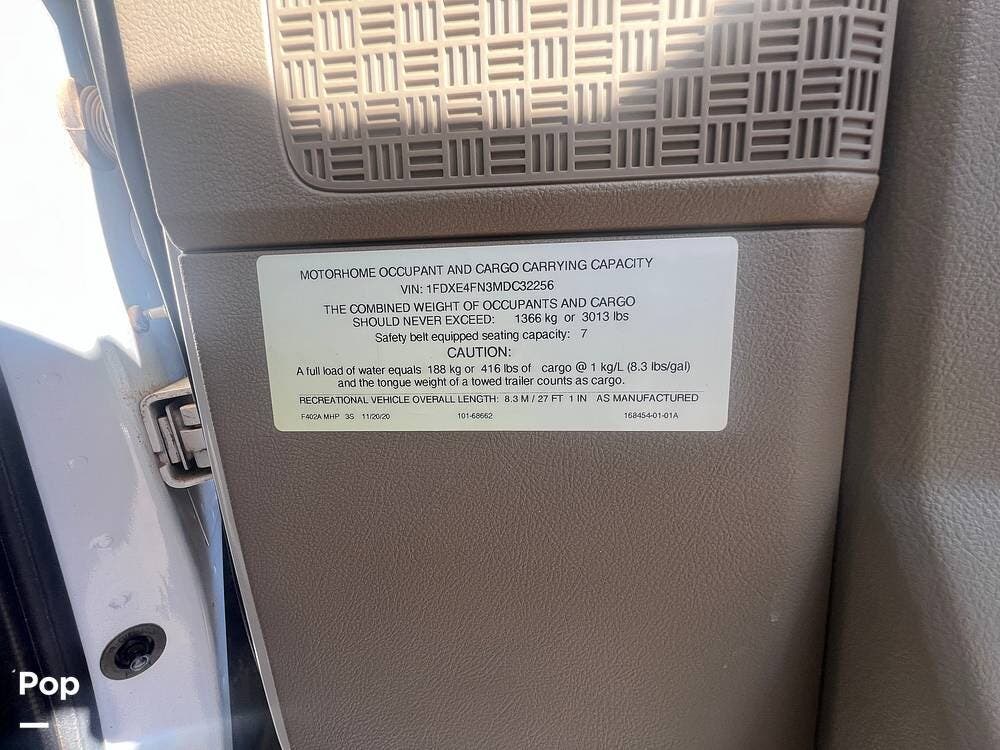 MOTORHOME OCCUPANT AND CARGO CARRYING CAPACITY
VIN: 1FDXE4FN3MDC32256
THE COMBINED WEIGHT OF OCCUPANTS AND CARGO
SHOULD NEVER EXCEED: 1366 kg or 3013 lbs
Safety belt equipped seating capacity: 7
CAUTION:
A full load of water equals 188 kg or 416 lbs of cargo @ 1 kg/L (8.3 lbs/gal)
and the tongue weight of a towed trailer counts as cargo.
RECREATIONAL VEHICLE OVERALL LENGTH: 8.3 M / 27 FT 1 IN AS MANUFACTURED
F402A MHP 3S 11/20/20 101-68662 168454-01-01A
Pop